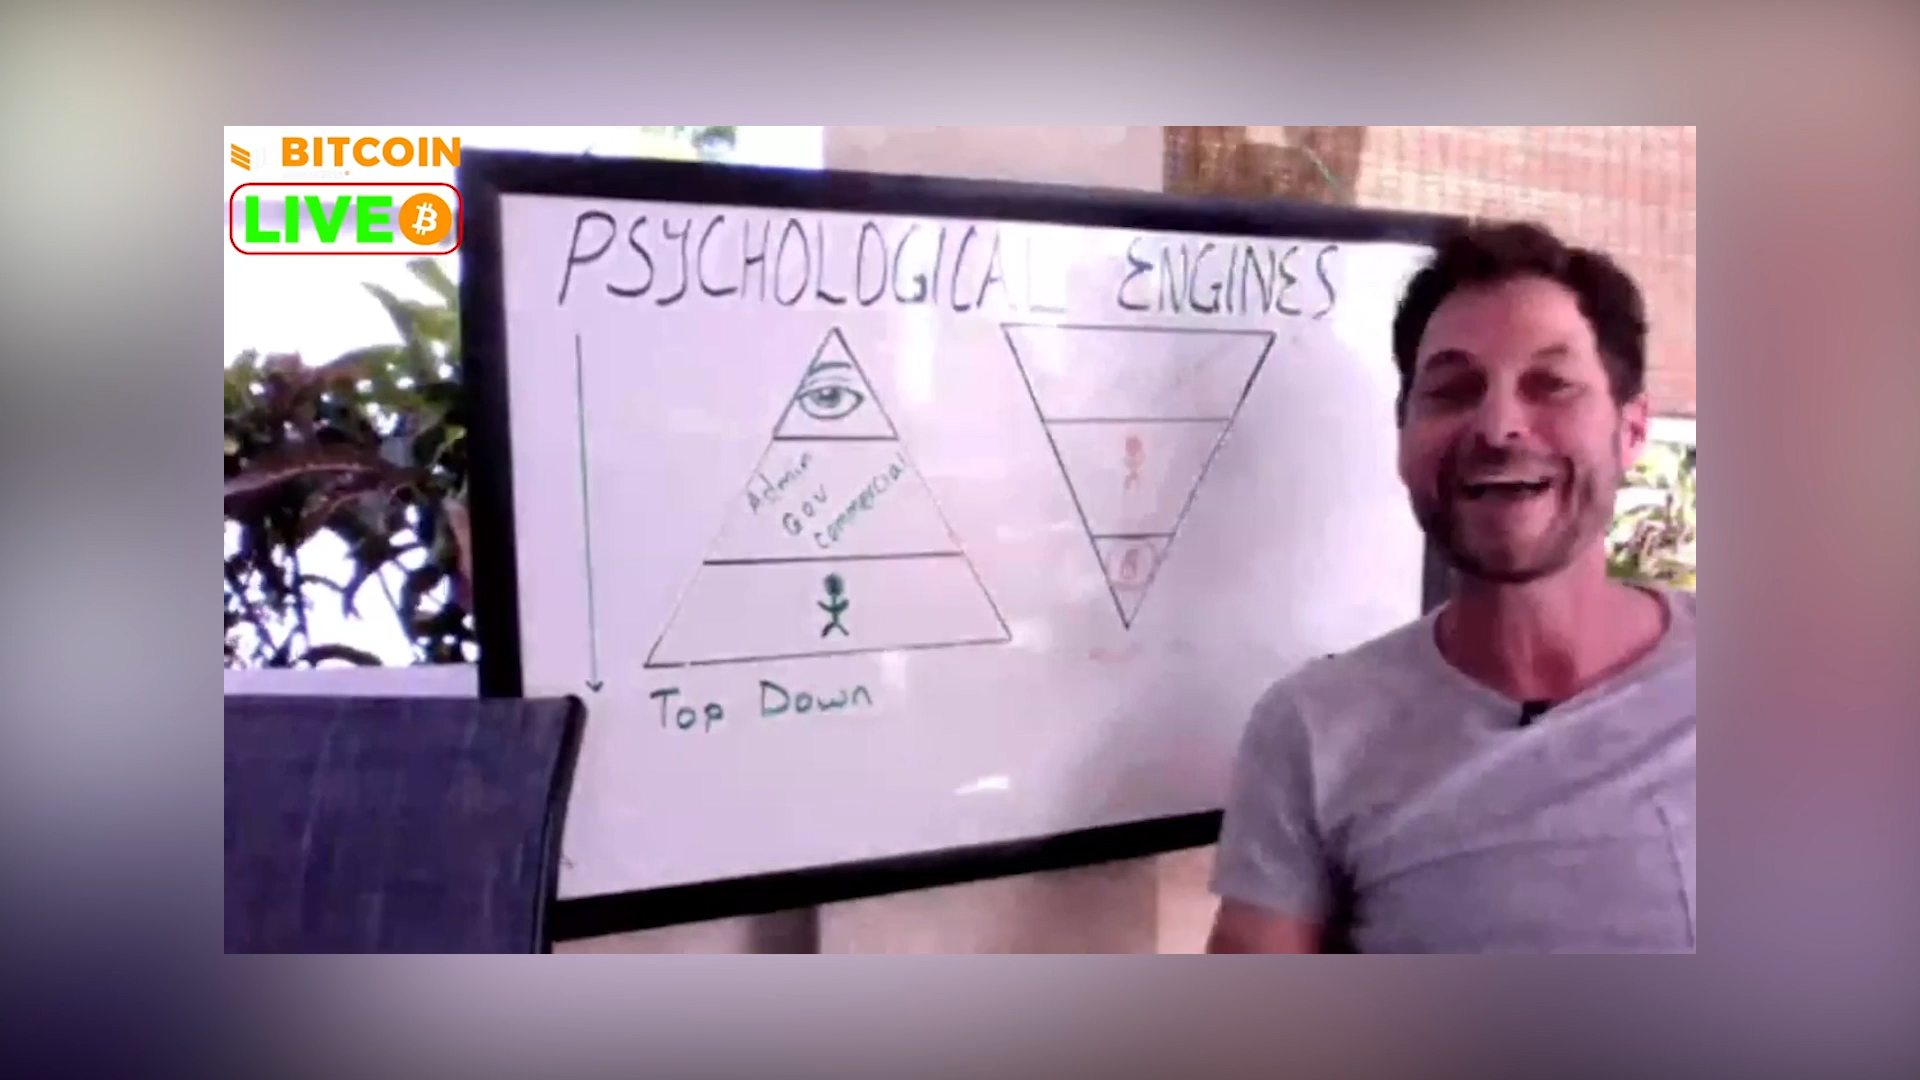 BITCOIN
LIVE
PSYCHOLOGICAL ENGINES
Admin
Gov
Commercial
Top Down